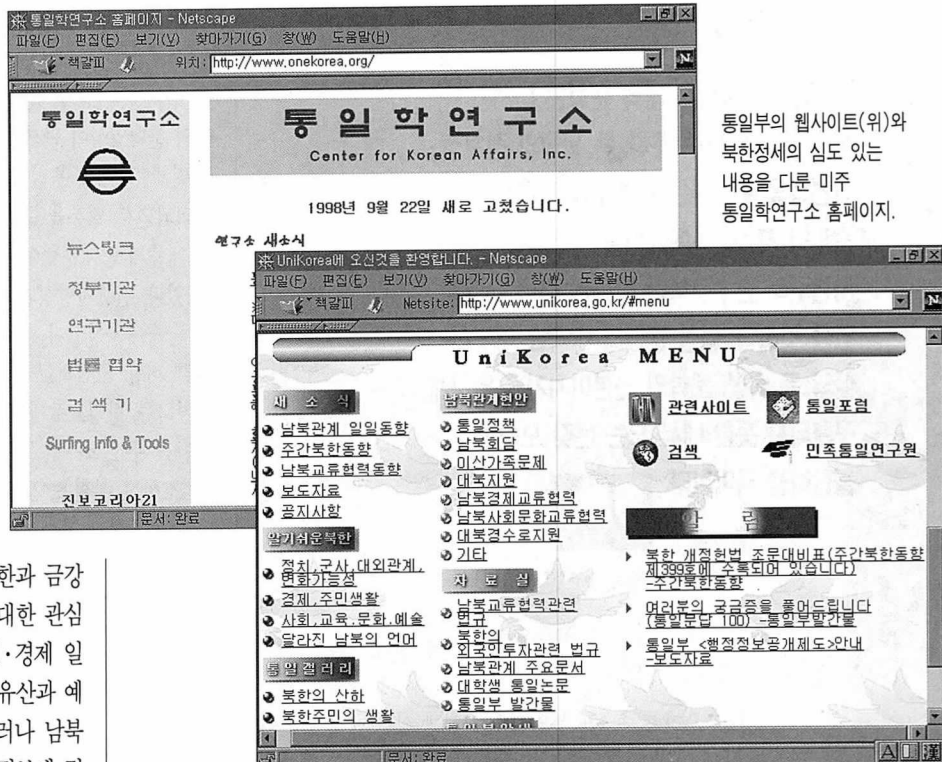 통일학연구소 홈페이지 - Netscape
파일(F) 편집(E) 보기(V) 찾아가기(G) 창(W) 도움말(H)
책갈피 위치: http://www.onekorea.org/
통일학연구소
뉴스링크
정부기관
연구기관
법률 협약
검색기
Surfing Info & Tools
진보코리아21
통일학연구소
Center for Korean Affairs, Inc.
1998년 9월 22일 새로 고쳤습니다.
연구소 새소식
문서: 완료
통일부의 웹사이트(위)와
북한정세의 심도 있는
내용을 다룬 미주
통일학연구소 홈페이지.
UniKorea에 오신것을 환영합니다. - Netscape
파일(F) 편집(E) 보기(V) 찾아가기(G) 창(W) 도움말(H)
책갈피 Netsite: http://www.unikorea.go.kr/#menu
UniKorea MENU
새소식
남북관계 일일동향
주간북한동향
남북교류협력동향
보도자료
공지사항
알기쉬운북한
정치,군사,대외관계,
변화가능성
경제,주민생활
사회,교육,문화,예술
달라진 남북의 언어
통일갤러리
북한의 산하
북한주민의 생활
남북관계현안
통일정책
남북회담
이산가족문제
대북지원
남북경제교류협력
남북사회문화교류협력
대북경수로지원
기타
자료실
남북교류협력관련
법규
북한의
외국인투자관련 법규
남북관계 주요문서
대학생 통일논문
통일부 발간물
관련사이트 통일포럼
검색 민족통일연구원
알림
북한 개정헌법 조문대비표(주간북한동향
제399호에 수록되어 있습니다)
-주간북한동향
여러분의 궁금증을 풀어드립니다
(통일문답 100) -통일부발간물
통일부 <행정정보공개제도>안내
-보도자료
문서: 완료
A 漢
한과 금강
대한 관심
·경제 일
유산과 예
러나 남북